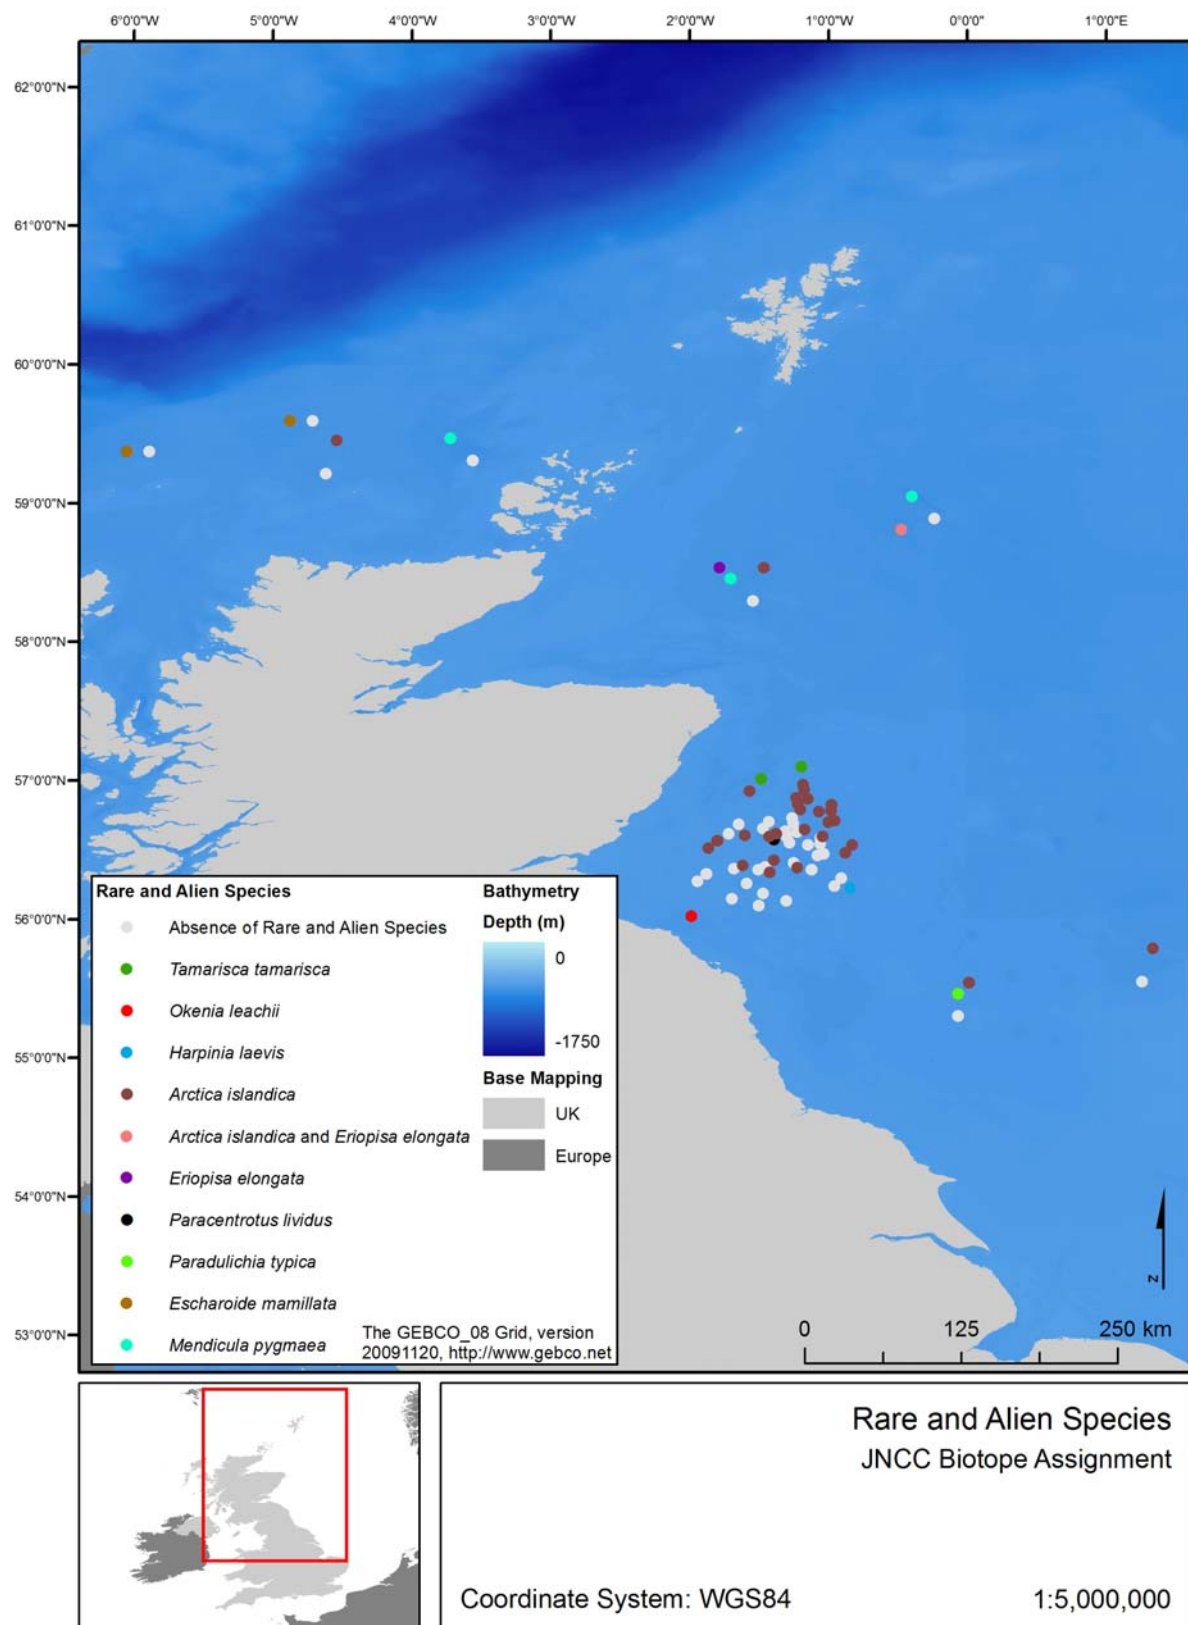 6°0'0"W 5°0'0"W 4°0'0"W 3°0'0"W 2°0'0"W 1°0'0"W 0°0'0" 1°0'0"E
62°0'0"N
61°0'0"N
60°0'0"N
59°0'0"N
58°0'0"N
57°0'0"N
56°0'0"N
55°0'0"N
54°0'0"N
53°0'0"N
Rare and Alien Species
Absence of Rare and Alien Species
Tamarisca tamarisca
Okenia leachii
Harpinia laevis
Arctica islandica
Arctica islandica and Eriopisa elongata
Eriopisa elongata
Paracentrotus lividus
Paradulichia typica
Escharoide mamillata
Mendicula pygmaea
Bathymetry
Depth (m)
0
-1750
Base Mapping
UK
Europe
The GEBCO_08 Grid, version
20091120, http://www.gebco.net
N
0 125 250 km
Rare and Alien Species
JNCC Biotope Assignment
Coordinate System: WGS84 1:5,000,000